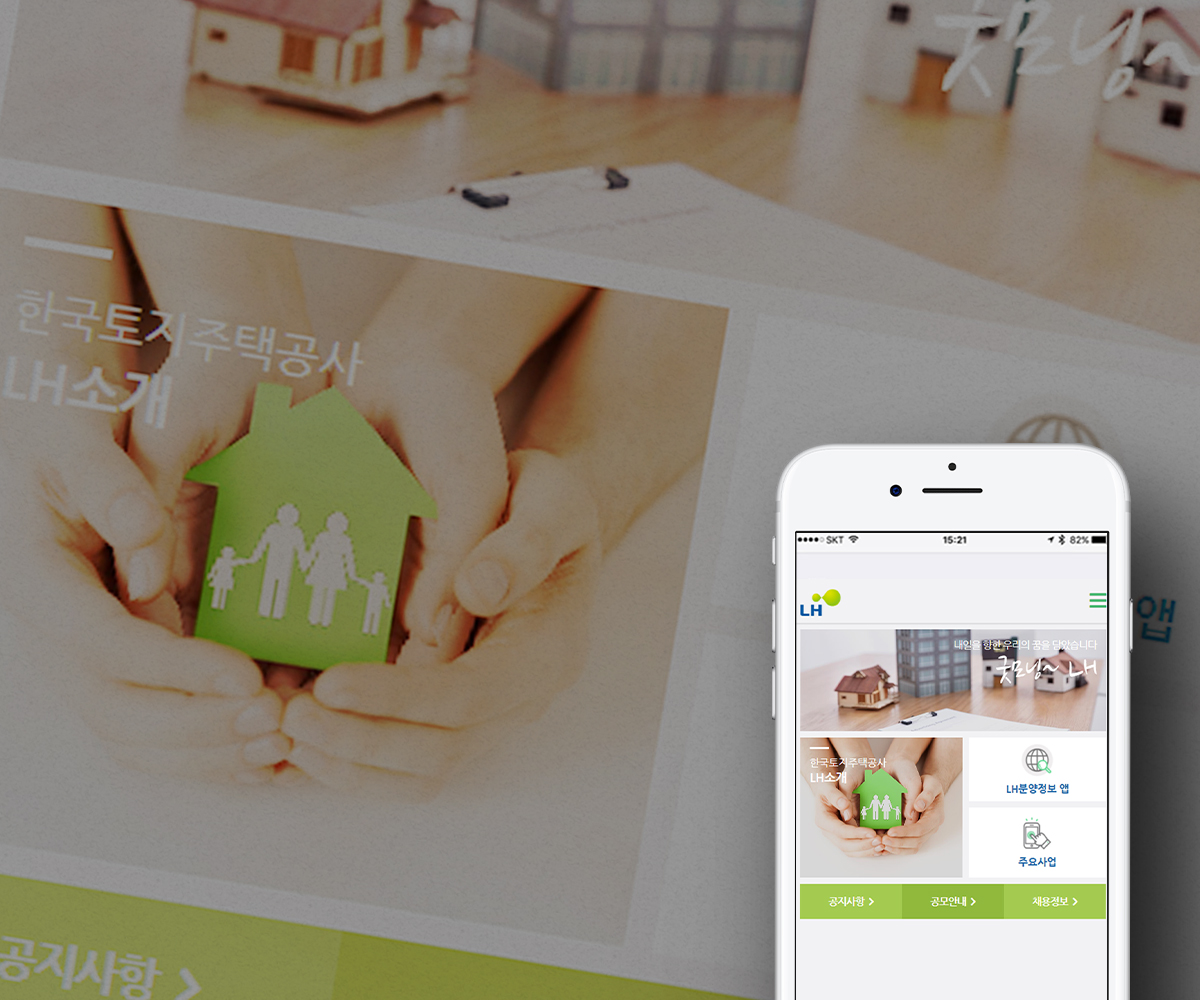 굿모닝~
한국토지주택공사
LH소개
앱
공지사항 >
SKT
15:21
82%
LH
내일을 향한 우리의 꿈을 담았습니다
굿모닝~ LH
한국토지주택공사
LH소개
LH분양정보 앱
주요사업
공지사항 >
공모안내 >
채용정보 >